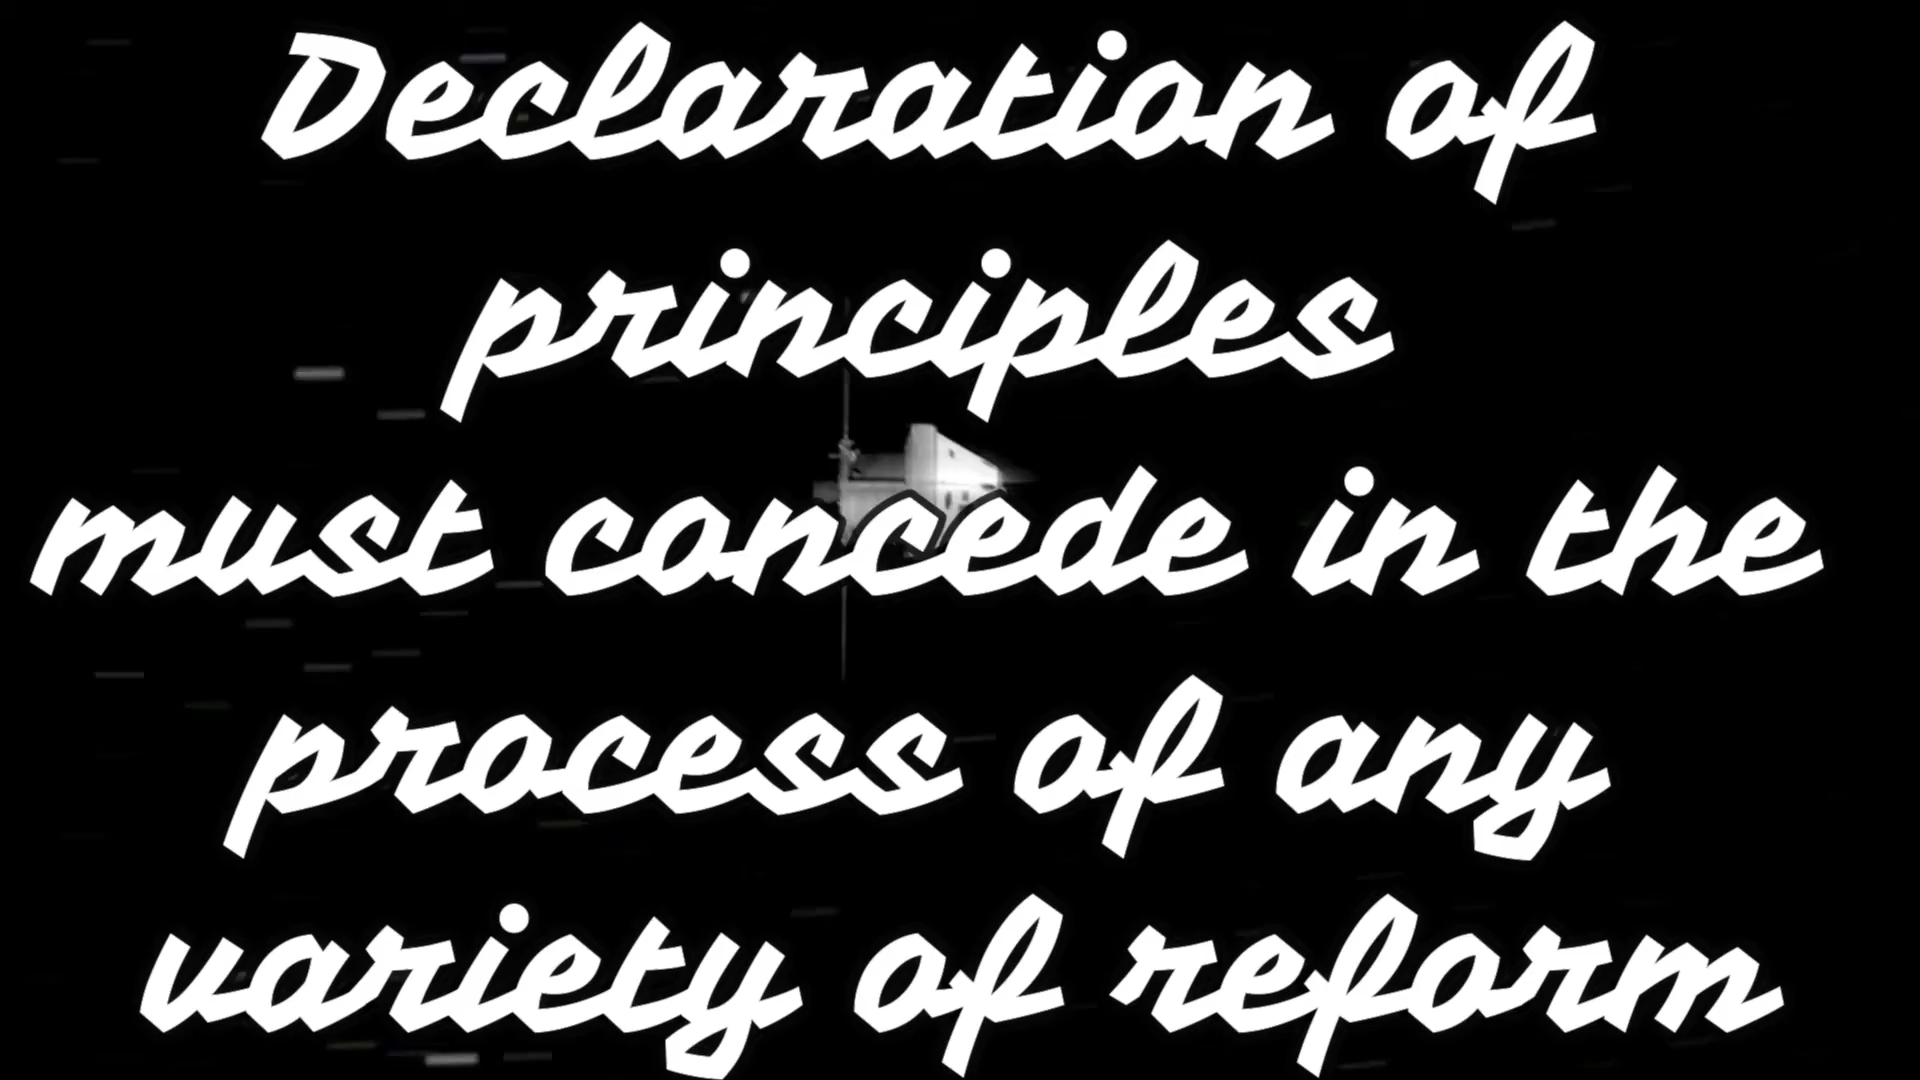 Declaration of
principles
must concede in the
process of any
variety of reform